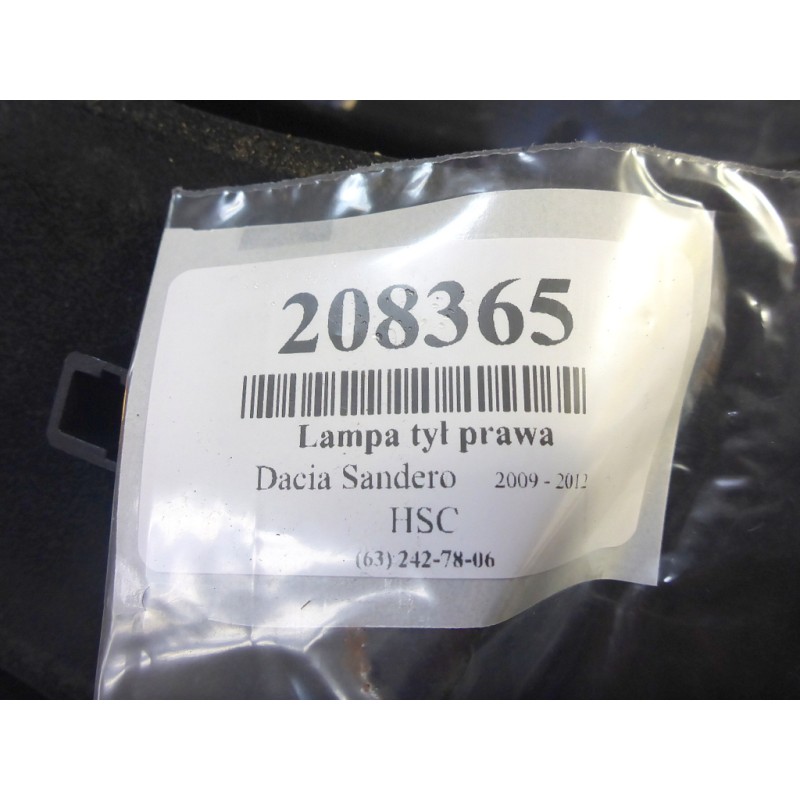 208365
Lampa tył prawa
Dacia Sandero 2009 - 2012
HSC
(63) 242-78-06